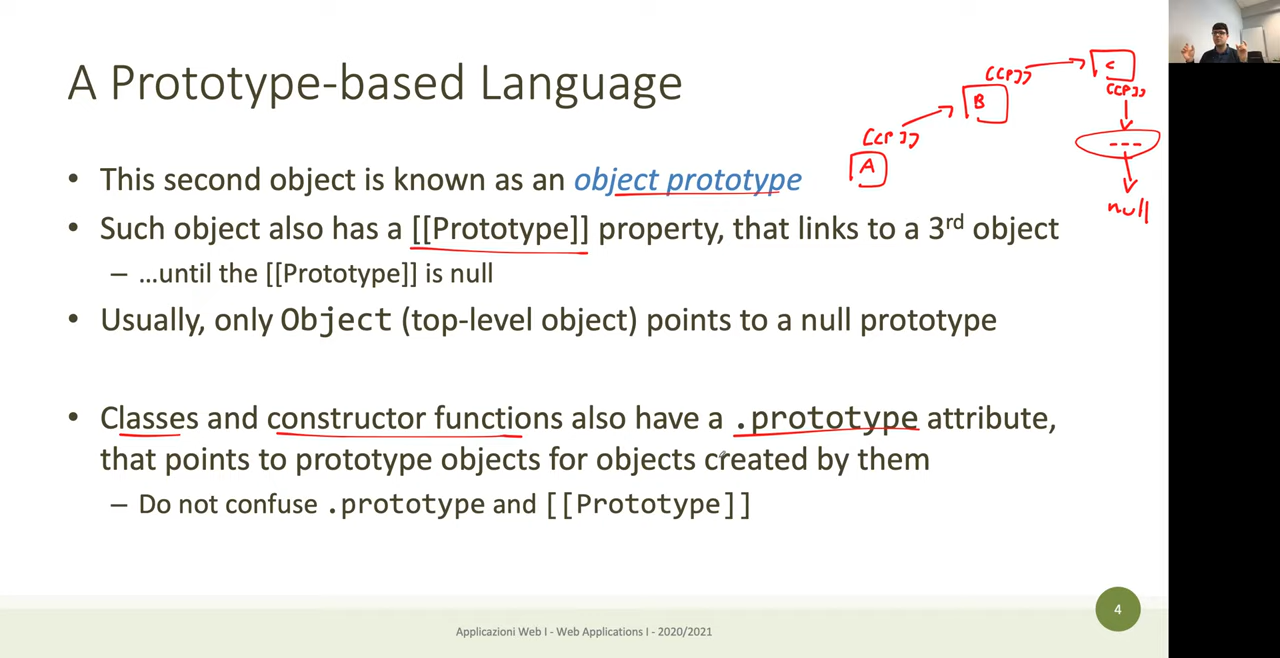 A Prototype-based Language
[[P]]
C
[[P]]
B
[[P]]
A
---
null
• This second object is known as an object prototype
• Such object also has a [[Prototype]] property, that links to a 3rd object
– …until the [[Prototype]] is null
• Usually, only Object (top-level object) points to a null prototype
• Classes and constructor functions also have a .prototype attribute,
that points to prototype objects for objects created by them
– Do not confuse .prototype and [[Prototype]]
4
Applicazioni Web I - Web Applications I - 2020/2021